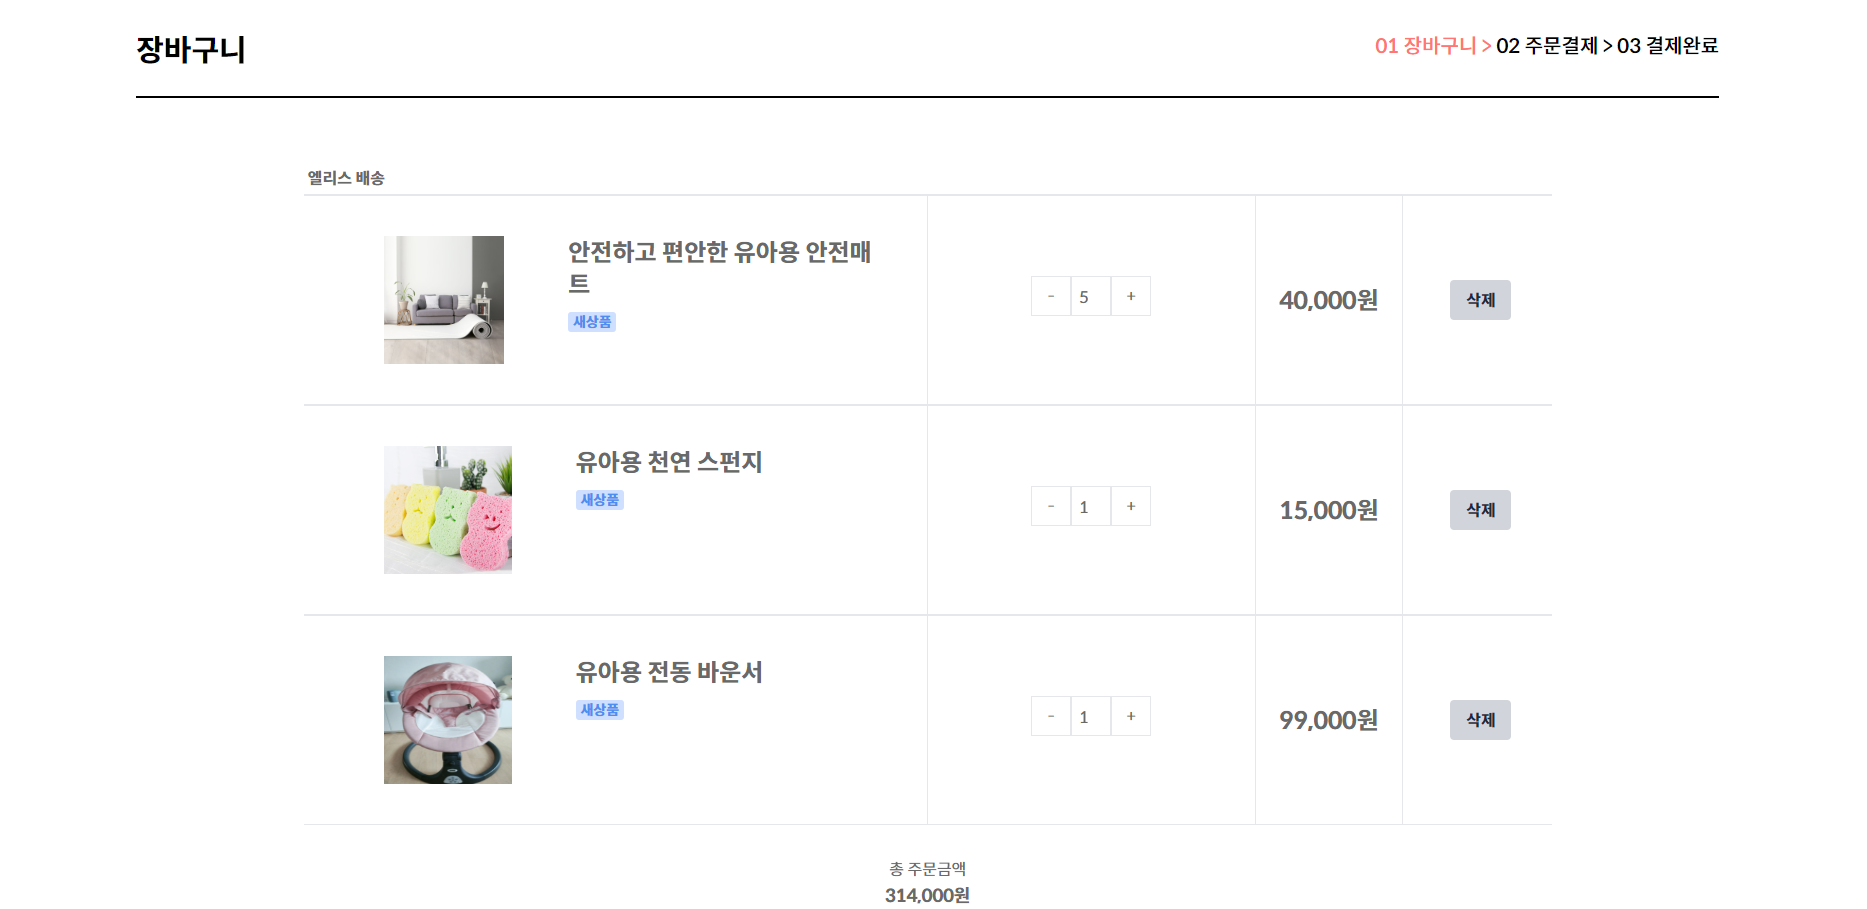 장바구니
01 장바구니 > 02 주문결제 > 03 결제완료
엘리스 배송
안전하고 편안한 유아용 안전매
트
새상품
- 5 +
40,000원
삭제
유아용 천연 스펀지
새상품
- 1 +
15,000원
삭제
유아용 전동 바운서
새상품
- 1 +
99,000원
삭제
총 주문금액
314,000원